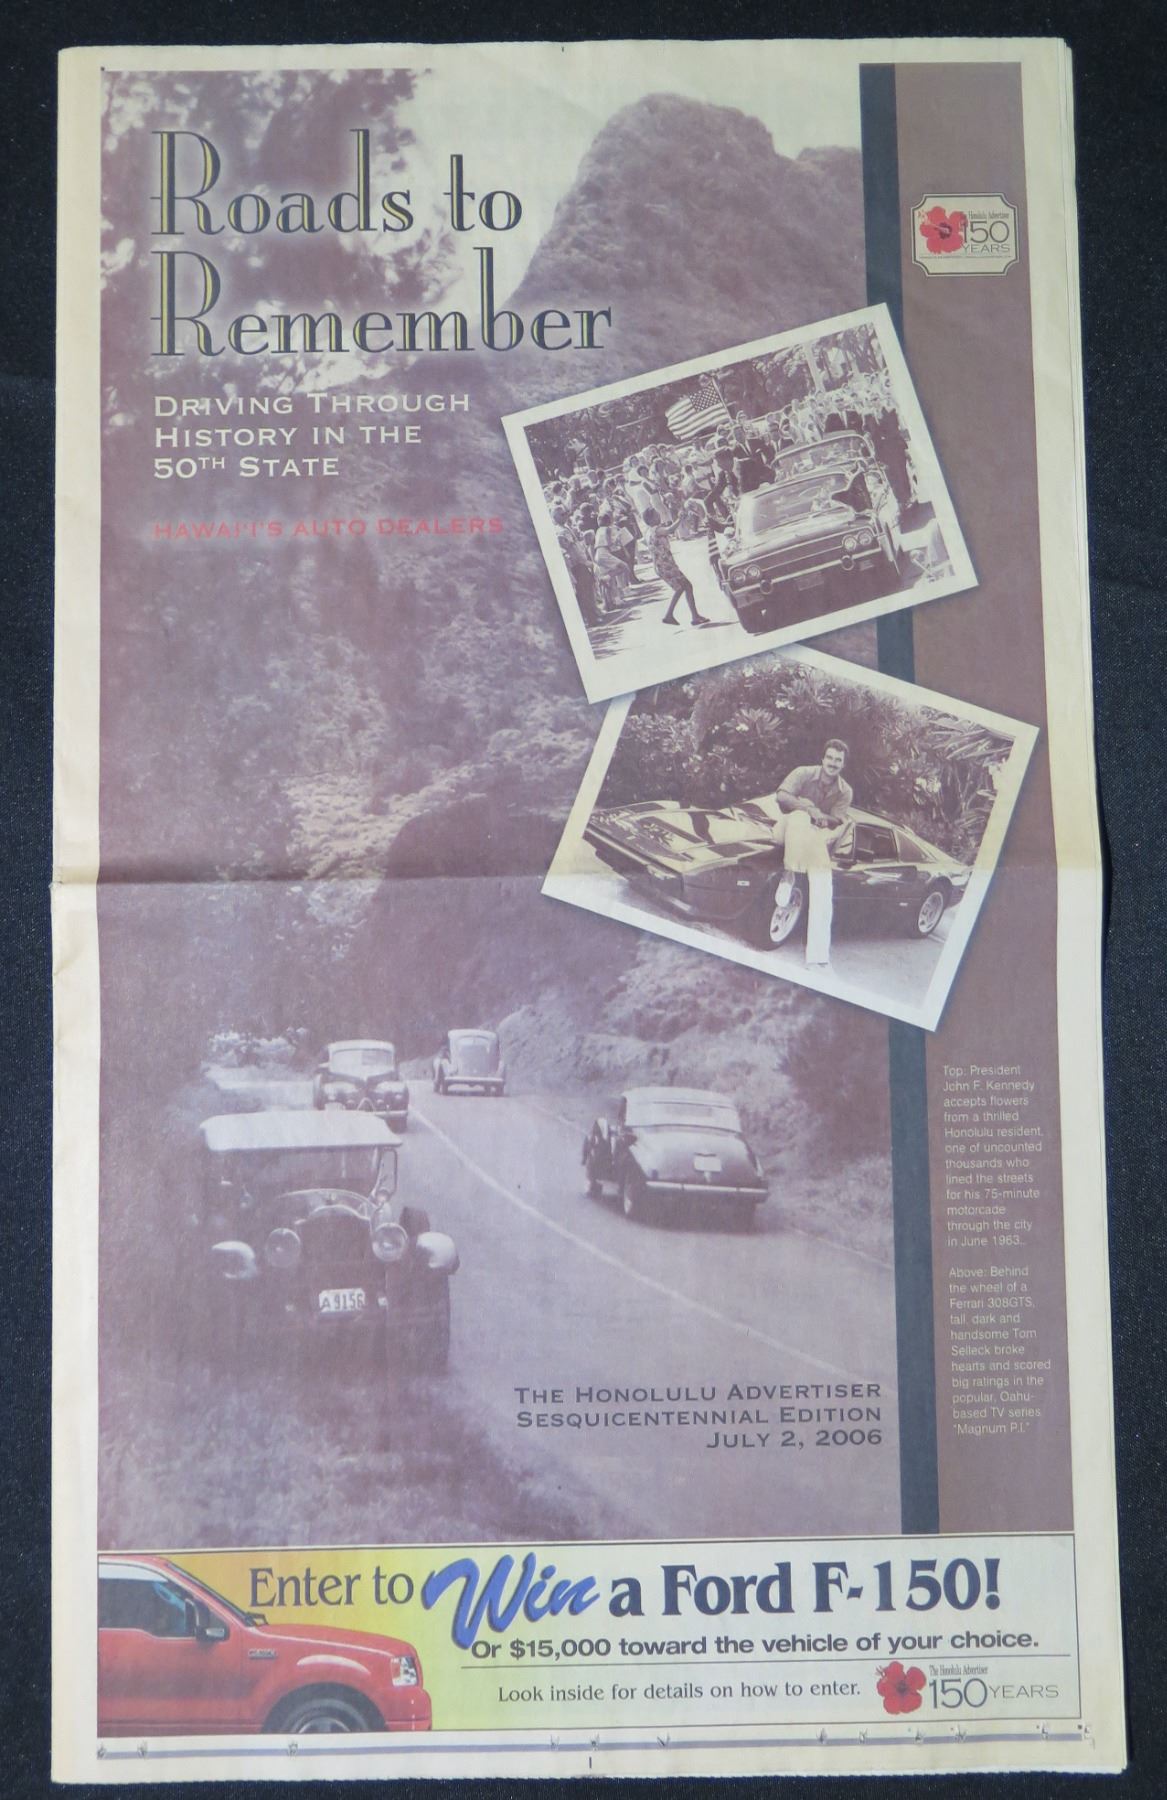 Roads to
Remember
DRIVING THROUGH
HISTORY IN THE
50TH STATE
HAWAI'I'S AUTO DEALERS
The Honolulu Advertiser
150
YEARS
Top: President
John F. Kennedy
accepts flowers
from a thrilled
Honolulu resident,
one of uncounted
thousands who
lined the streets
for his 75-minute
motorcade
through the city
in June 1963.
Above: Behind
the wheel of a
Ferrari 308GTS,
tall, dark and
handsome Tom
Selleck broke
hearts and scored
big ratings in the
popular, Oahu-
based TV series
"Magnum P.I."
A 9156
THE HONOLULU ADVERTISER
SESQUICENTENNIAL EDITION
JULY 2, 2006
Enter to Win a Ford F-150!
Or $15,000 toward the vehicle of your choice.
Look inside for details on how to enter.
The Honolulu Advertiser
150 YEARS